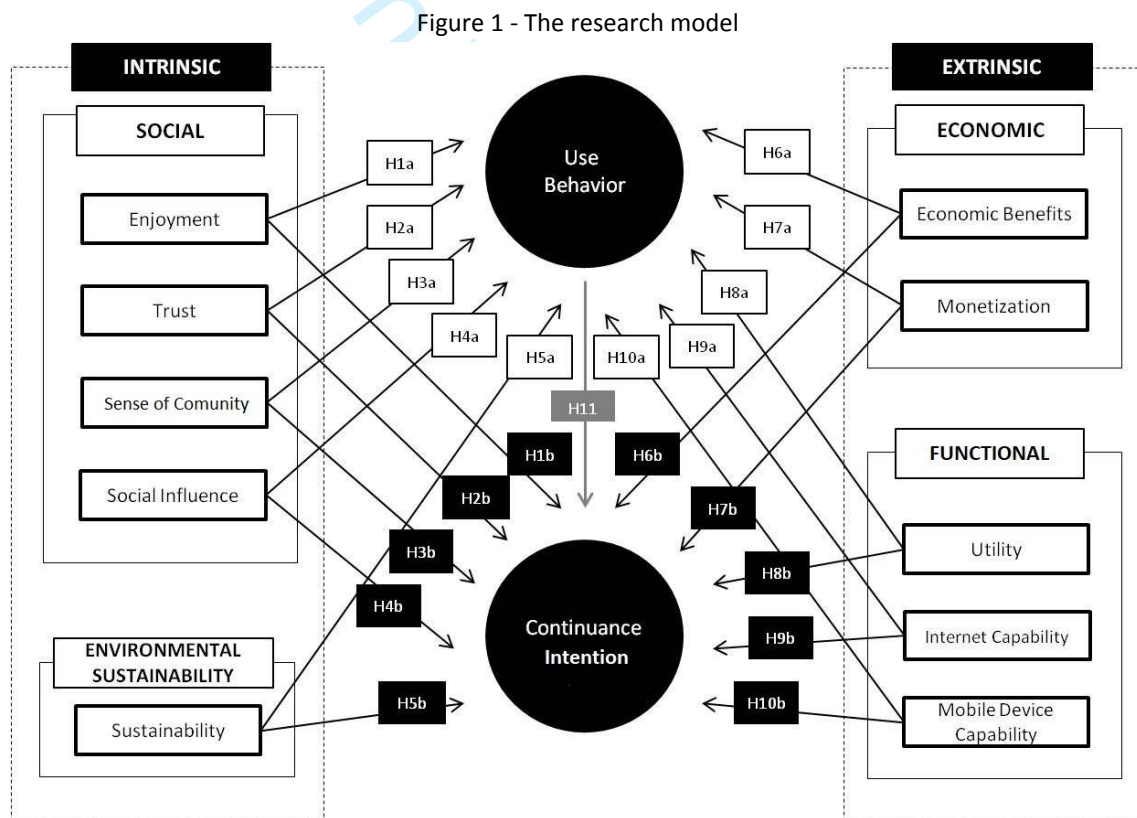 Figure 1 - The research model
INTRINSIC
SOCIAL
Enjoyment
Trust
Sense of Comunity
Social Influence
ENVIRONMENTAL
SUSTAINABILITY
Sustainability
H1a
H2a
H3a
H4a
H5a
H1b
H2b
H3b
H4b
H5b
Use
Behavior
H11
Continuance
Intention
H6a
H7a
H8a
H9a
H10a
H6b
H7b
H8b
H9b
H10b
EXTRINSIC
ECONOMIC
Economic Benefits
Monetization
FUNCTIONAL
Utility
Internet Capability
Mobile Device
Capability